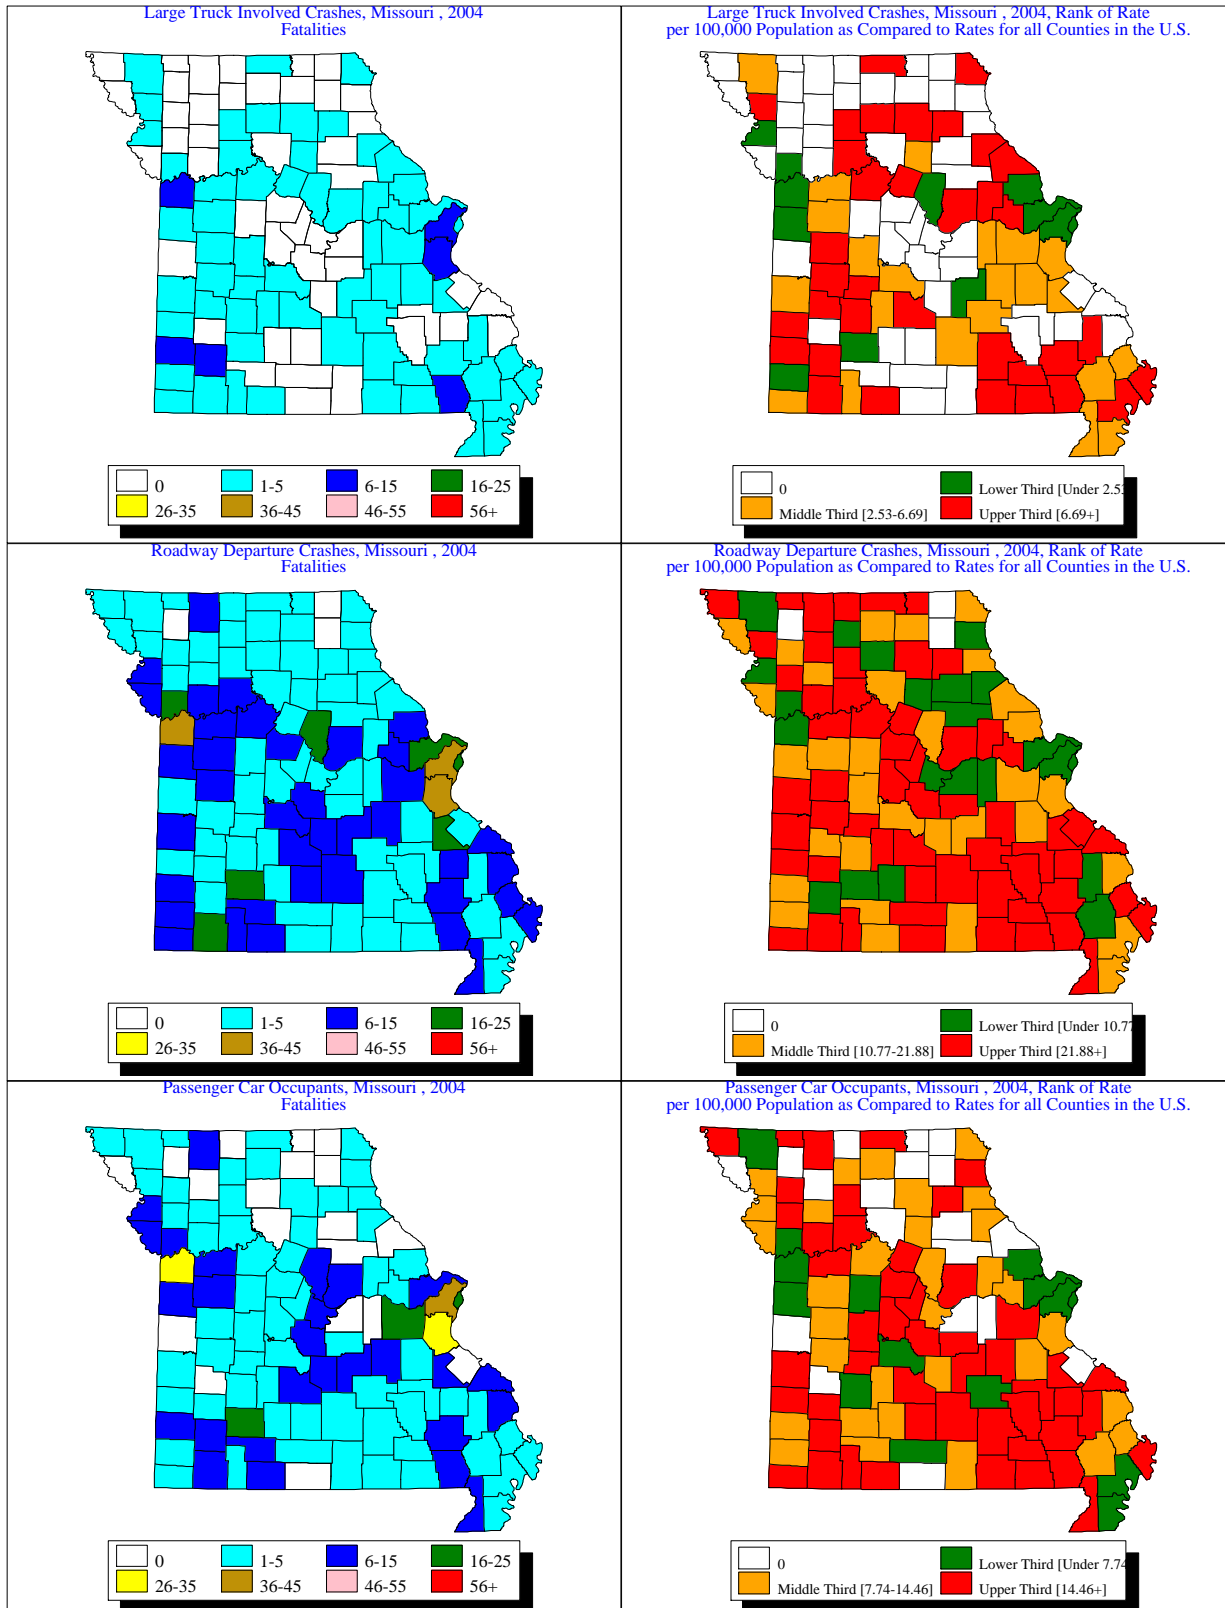 Large Truck Involved Crashes, Missouri , 2004
Fatalities
0
1-5
6-15
16-25
26-35
36-45
46-55
56+
Large Truck Involved Crashes, Missouri , 2004, Rank of Rate
per 100,000 Population as Compared to Rates for all Counties in the U.S.
0
Lower Third [Under 2.53
Middle Third [2.53-6.69]
Upper Third [6.69+]
Roadway Departure Crashes, Missouri , 2004
Fatalities
0
1-5
6-15
16-25
26-35
36-45
46-55
56+
Roadway Departure Crashes, Missouri , 2004, Rank of Rate
per 100,000 Population as Compared to Rates for all Counties in the U.S.
0
Lower Third [Under 10.77
Middle Third [10.77-21.88]
Upper Third [21.88+]
Passenger Car Occupants, Missouri , 2004
Fatalities
0
1-5
6-15
16-25
26-35
36-45
46-55
56+
Passenger Car Occupants, Missouri , 2004, Rank of Rate
per 100,000 Population as Compared to Rates for all Counties in the U.S.
0
Lower Third [Under 7.74
Middle Third [7.74-14.46]
Upper Third [14.46+]